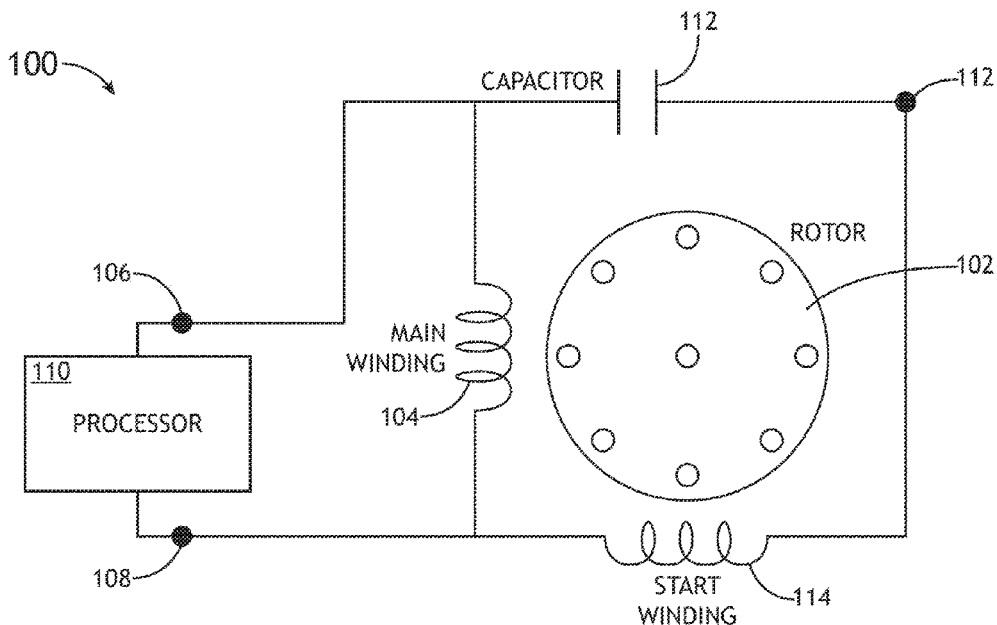 100
CAPACITOR
112
112
ROTOR
102
106
MAIN
WINDING
104
110
PROCESSOR
108
START
WINDING
114